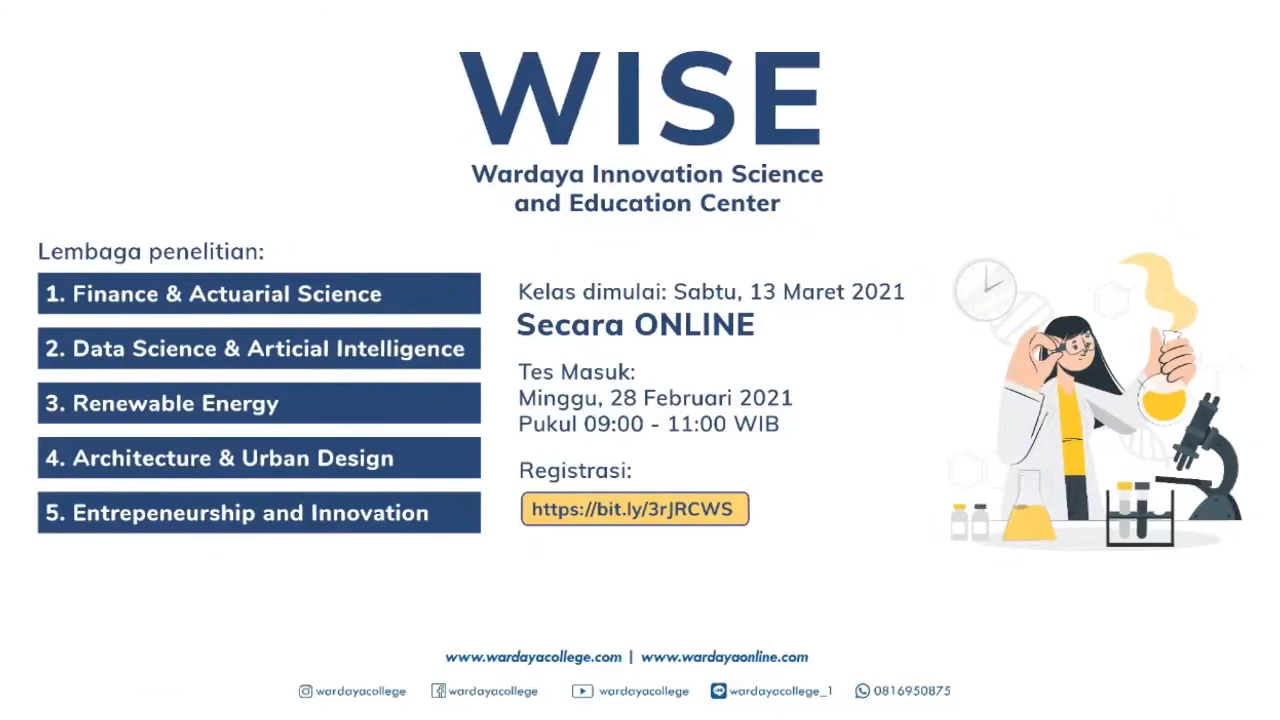 WISE
Wardaya Innovation Science
and Education Center
Lembaga penelitian:
1. Finance & Actuarial Science
2. Data Science & Articial Intelligence
3. Renewable Energy
4. Architecture & Urban Design
5. Entrepeneurship and Innovation
Kelas dimulai: Sabtu, 13 Maret 2021
Secara ONLINE
Tes Masuk:
Minggu, 28 Februari 2021
Pukul 09:00 - 11:00 WIB
Registrasi:
https://bit.ly/3rJRCWS
www.wardayacollege.com | www.wardayaonline.com
wardayacollege wardayacollege wardayacollege wardayacollege_1 0816950875